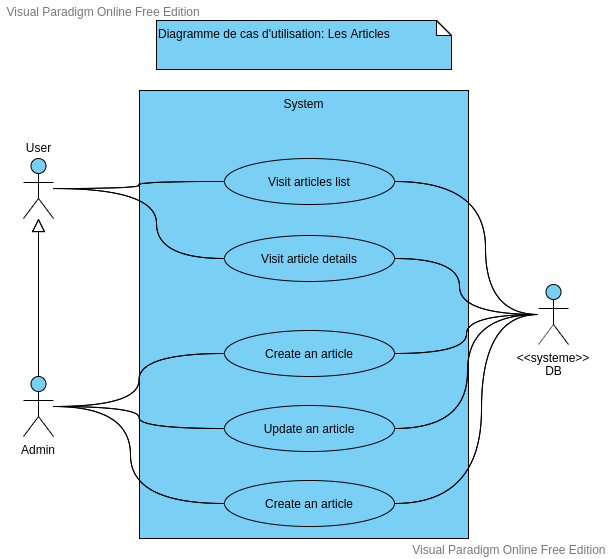 Visual Paradigm Online Free Edition
Diagramme de cas d'utilisation: Les Articles
System
User
Visit articles list
Visit article details
<<systeme>>
DB
Create an article
Admin
Update an article
Create an article
Visual Paradigm Online Free Edition